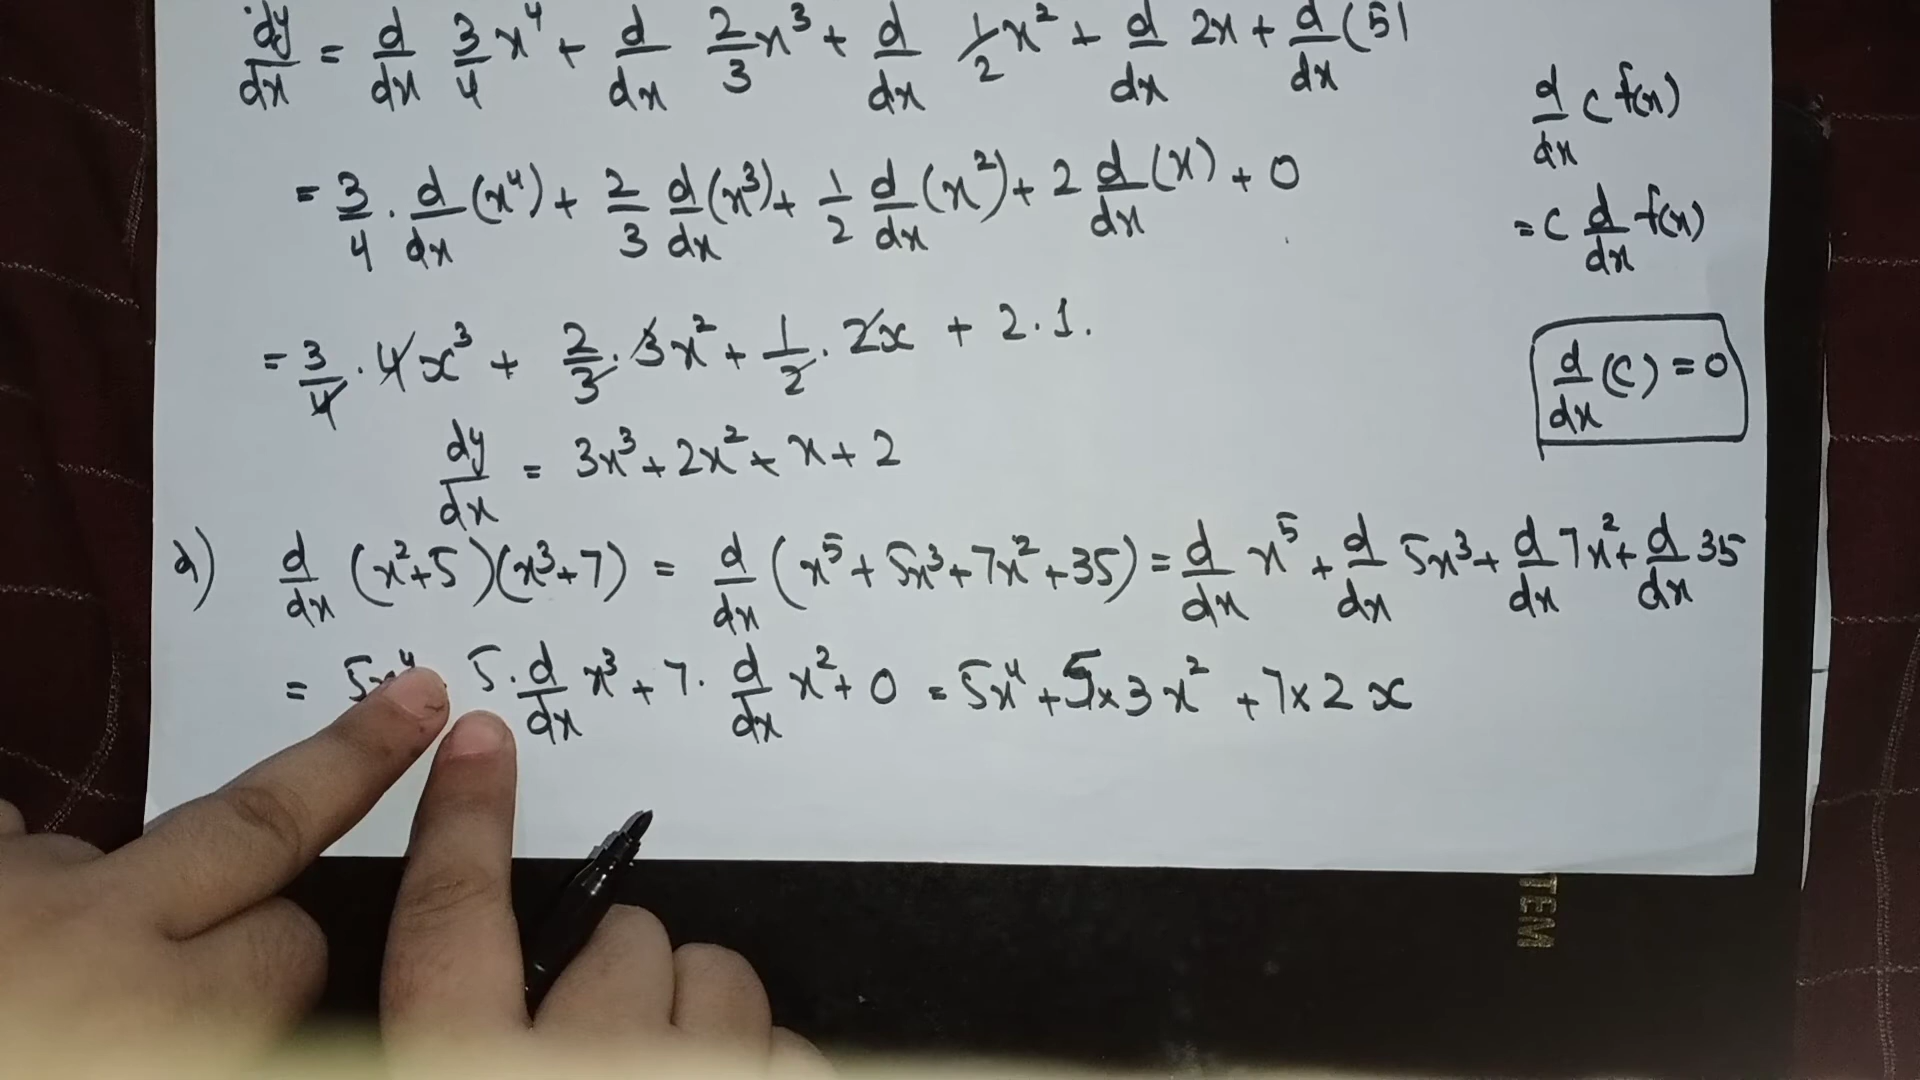 dy/dx = d/dx 3/4 x⁴ + d/dx 2/3 x³ + d/dx 1/2 x² + d/dx 2x + d/dx (5)
= 3/4 . d/dx (x⁴) + 2/3 d/dx (x³) + 1/2 d/dx (x²) + 2 d/dx (x) + 0
= 3/4 . 4x³ + 2/3 . 3x² + 1/2 . 2x + 2 . 1 .
dy/dx = 3x³ + 2x² + x + 2
d/dx c f(x)
= c d/dx f(x)
d/dx (c) = 0
d) d/dx (x²+5)(x³+7) = d/dx (x⁵ + 5x³ + 7x² + 35) = d/dx x⁵ + d/dx 5x³ + d/dx 7x² + d/dx 35
= 5x⁴ 5 . d/dx x³ + 7 . d/dx x² + 0 = 5x⁴ + 5×3x² + 7×2x
TEM